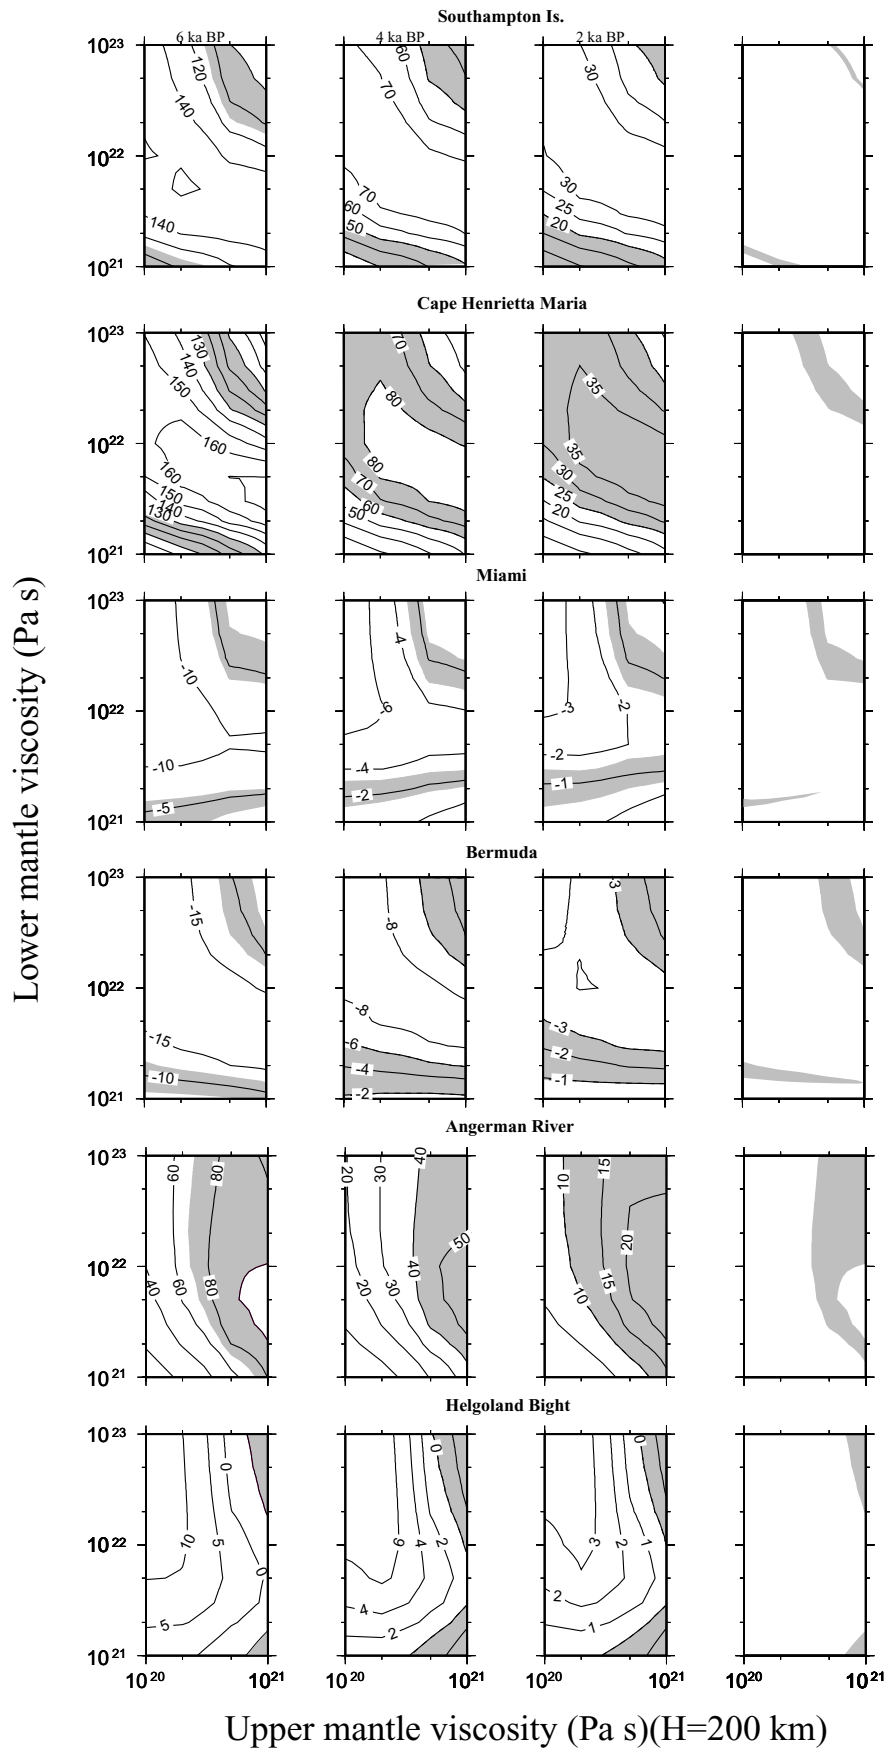 Southampton Is.
6 ka BP 4 ka BP 2 ka BP
10²³
120 60 30
140 70
10²²
70 30
140 60 25
50 20
10²¹
Cape Henrietta Maria
10²³
130 70
140 80 35
150
10²²
160 80 35
160 70 30
150 60 25
140 50 20
130
10²¹
Miami
10²³
-4
-10
10²²
-6 -3 -2
-10 -4 -2
-5 -2 -1
10²¹
Bermuda
10²³
-3
-15 -8
10²²
-8 -3
-15 -6 -2
-10 -4 -1
-2
10²¹
Angerman River
10²³
60 80 20 30 40 10 15
10²²
50 20
40 60 80 20 30 40 10 15
10²¹
Helgoland Bight
10²³
0 0 0
10²²
10 5 0 6 4 2 3 2 1
5 4 2 2 1
10²¹
10²⁰ 10²¹ 10²⁰ 10²¹ 10²⁰ 10²¹ 10²⁰ 10²¹
Lower mantle viscosity (Pa s)
Upper mantle viscosity (Pa s)(H=200 km)